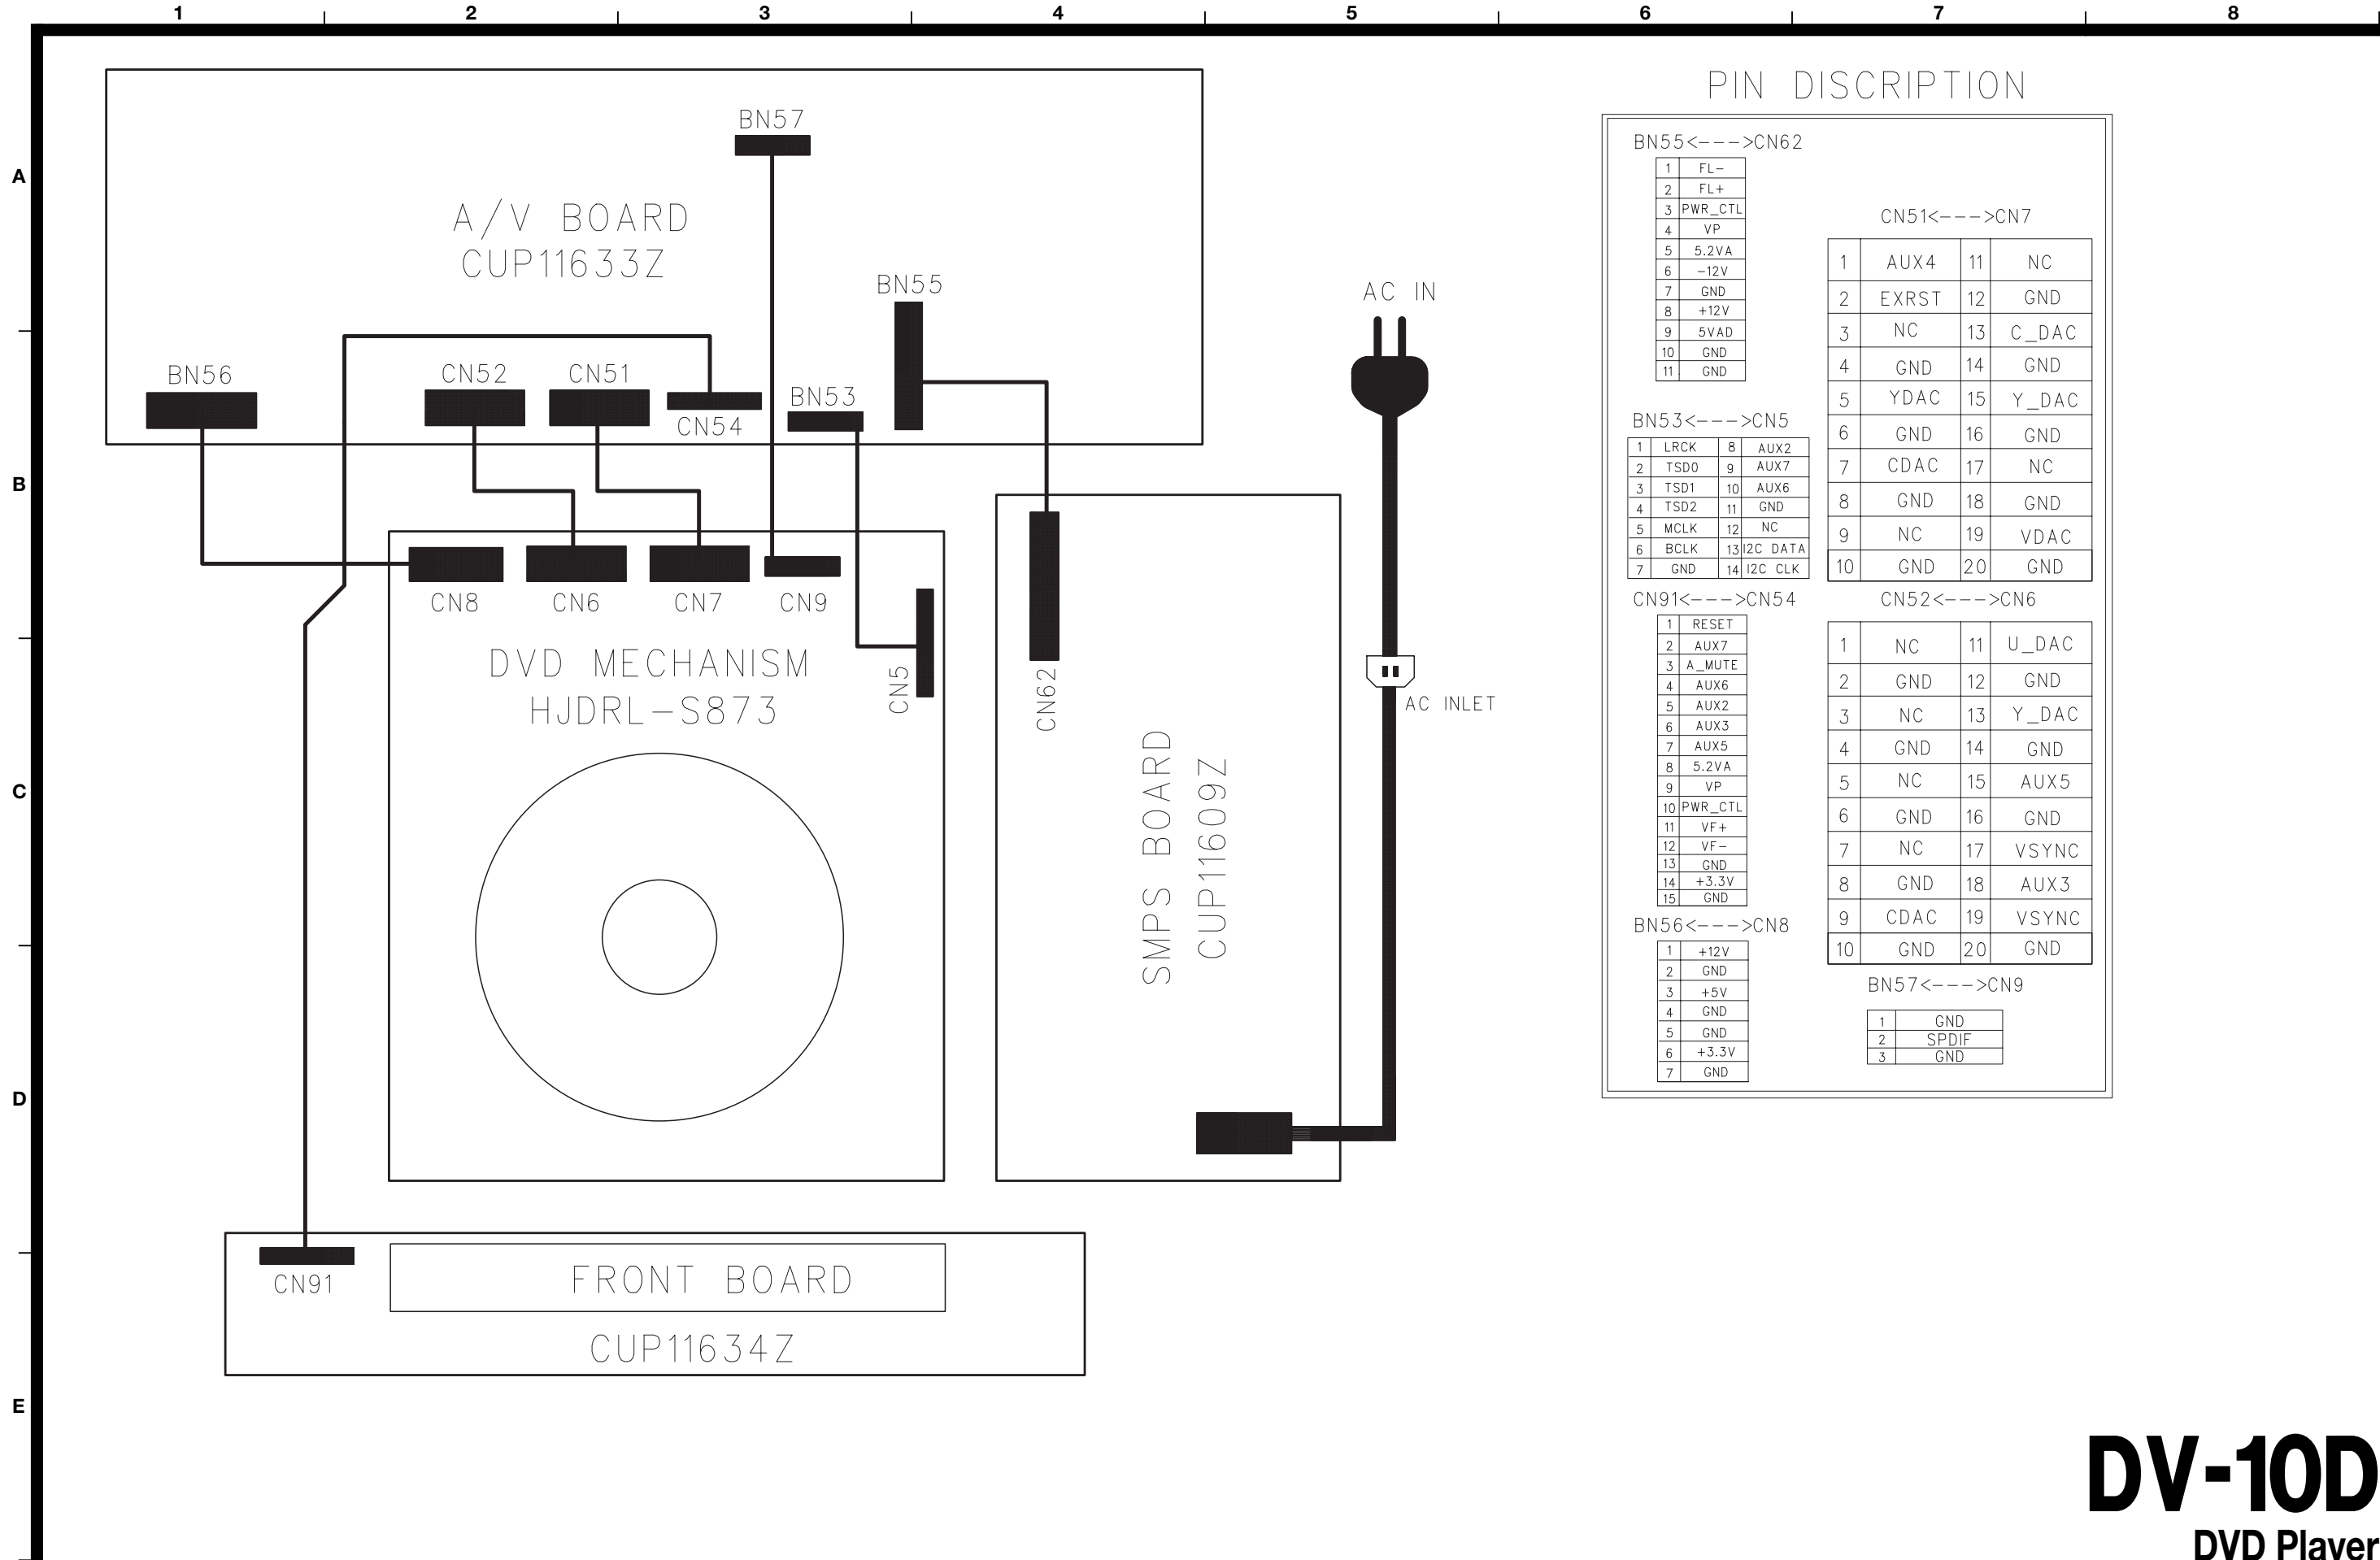 1 2 3 4 5 6 7 8
A
B
C
D
E
BN57
A/V BOARD
CUP11633Z
BN55
BN56
CN52
CN51
CN54
BN53
CN8
CN6
CN7
CN9
DVD MECHANISM
HJDRL-S873
CN5
CN62
SMPS BOARD
CUP11609Z
AC IN
AC INLET
CN91
FRONT BOARD
CUP11634Z
PIN DISCRIPTION
BN55<--->CN62
1 FL-
2 FL+
3 PWR_CTL
4 VP
5 5.2VA
6 -12V
7 GND
8 +12V
9 5VAD
10 GND
11 GND
BN53<--->CN5
1 LRCK 8 AUX2
2 TSD0 9 AUX7
3 TSD1 10 AUX6
4 TSD2 11 GND
5 MCLK 12 NC
6 BCLK 13 I2C DATA
7 GND 14 I2C CLK
CN91<--->CN54
1 RESET
2 AUX7
3 A_MUTE
4 AUX6
5 AUX2
6 AUX3
7 AUX5
8 5.2VA
9 VP
10 PWR_CTL
11 VF+
12 VF-
13 GND
14 +3.3V
15 GND
BN56<--->CN8
1 +12V
2 GND
3 +5V
4 GND
5 GND
6 +3.3V
7 GND
CN51<--->CN7
1 AUX4 11 NC
2 EXRST 12 GND
3 NC 13 C_DAC
4 GND 14 GND
5 YDAC 15 Y_DAC
6 GND 16 GND
7 CDAC 17 NC
8 GND 18 GND
9 NC 19 VDAC
10 GND 20 GND
CN52<--->CN6
1 NC 11 U_DAC
2 GND 12 GND
3 NC 13 Y_DAC
4 GND 14 GND
5 NC 15 AUX5
6 GND 16 GND
7 NC 17 VSYNC
8 GND 18 AUX3
9 CDAC 19 VSYNC
10 GND 20 GND
BN57<--->CN9
1 GND
2 SPDIF
3 GND
DV-10D
DVD Player